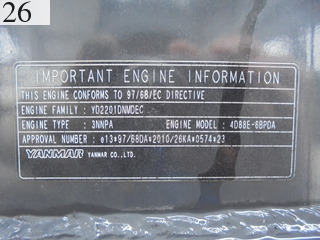 26
IMPORTANT ENGINE INFORMATION
THIS ENGINE CONFORMS TO 97/68/EC DIRECTIVE
ENGINE FAMILY : YD2201DNMDEC
ENGINE TYPE : 3NNPA ENGINE MODEL: 4D88E-6BPDA
APPROVAL NUMBER : e13*97/68DA*2010/26KA*0574*23
YANMAR YANMAR CO.,LTD.